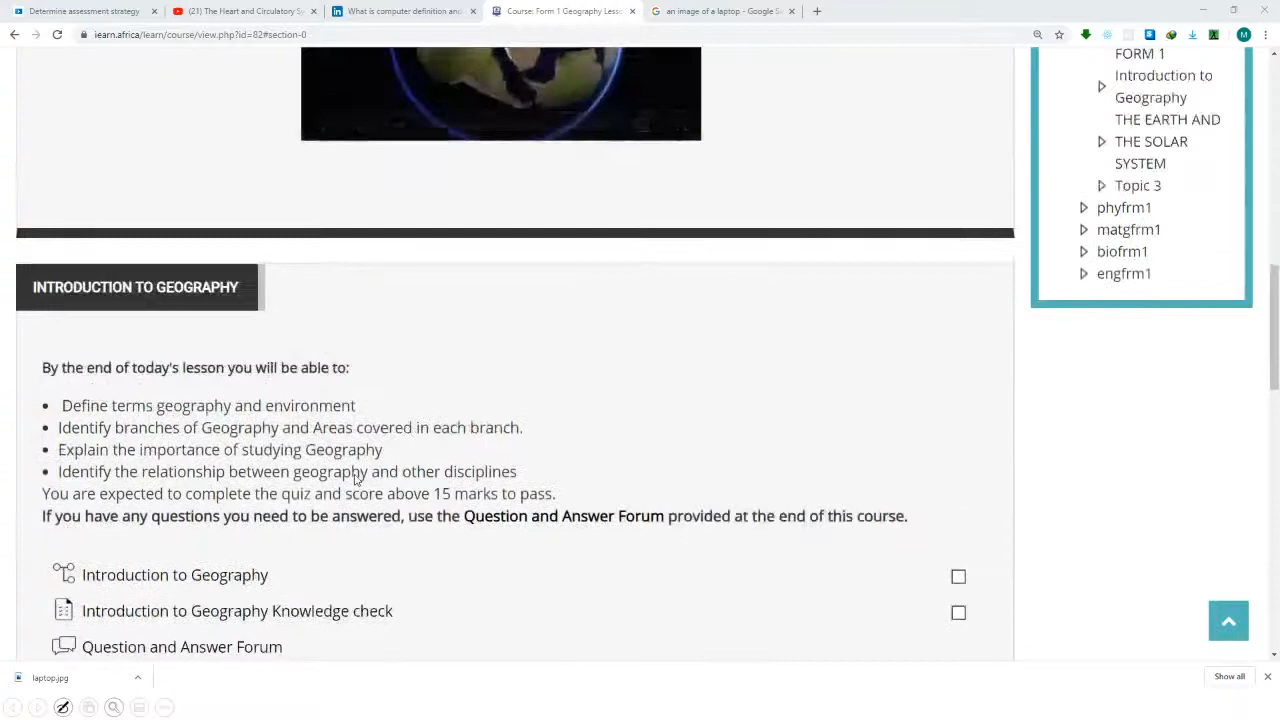 Determine assessment strategy
(21) The Heart and Circulatory Sy
What is computer definition and
Course: Form 1 Geography Less
an image of a laptop - Google S
iearn.africa/learn/course/view.php?id=82#section-0
M
FORM 1
Introduction to
Geography
THE EARTH AND
THE SOLAR
SYSTEM
Topic 3
phyfrm1
matgfrm1
biofrm1
engfrm1
INTRODUCTION TO GEOGRAPHY
By the end of today's lesson you will be able to:
Define terms geography and environment
Identify branches of Geography and Areas covered in each branch.
Explain the importance of studying Geography
Identify the relationship between geography and other disciplines
You are expected to complete the quiz and score above 15 marks to pass.
If you have any questions you need to be answered, use the Question and Answer Forum provided at the end of this course.
Introduction to Geography
Introduction to Geography Knowledge check
Question and Answer Forum
laptop.jpg
Show all